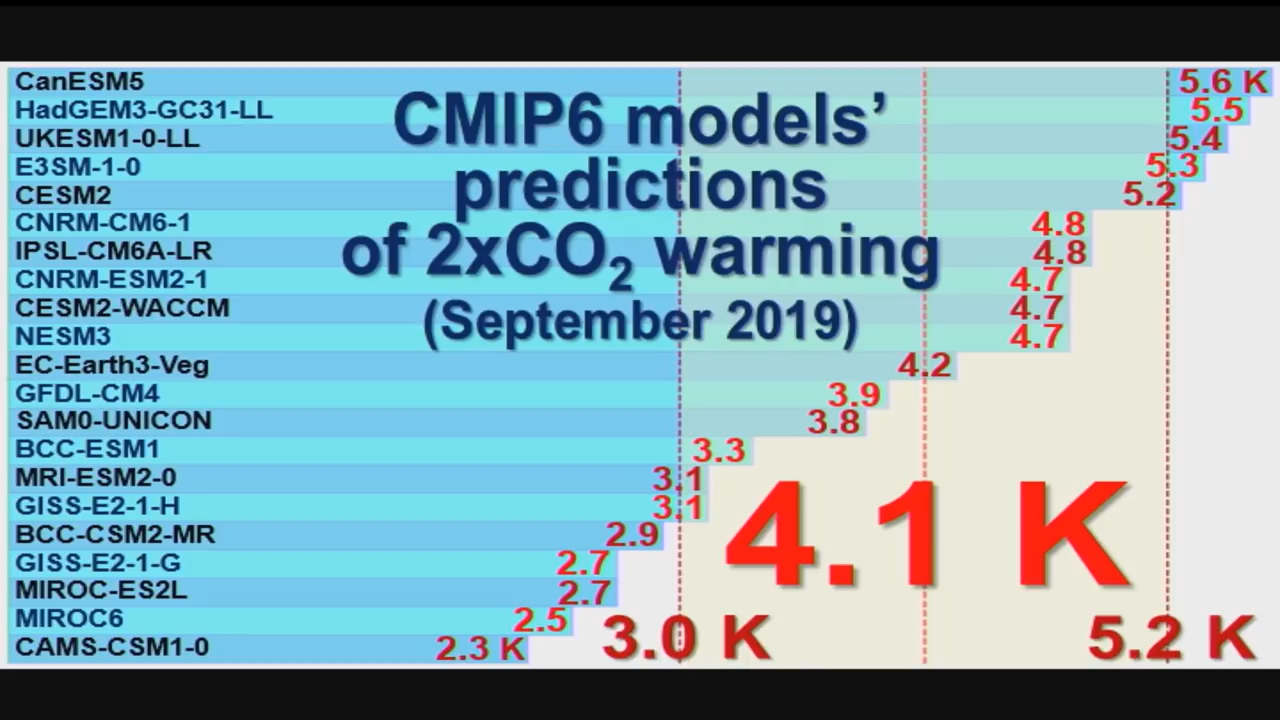 CanESM5 5.6 K
HadGEM3-GC31-LL 5.5
UKESM1-0-LL 5.4
E3SM-1-0 5.3
CESM2 5.2
CNRM-CM6-1 4.8
IPSL-CM6A-LR 4.8
CNRM-ESM2-1 4.7
CESM2-WACCM 4.7
NESM3 4.7
EC-Earth3-Veg 4.2
GFDL-CM4 3.9
SAM0-UNICON 3.8
BCC-ESM1 3.3
MRI-ESM2-0 3.1
GISS-E2-1-H 3.1
BCC-CSM2-MR 2.9
GISS-E2-1-G 2.7
MIROC-ES2L 2.7
MIROC6 2.5
CAMS-CSM1-0 2.3 K
CMIP6 models’
predictions
of 2xCO₂ warming
(September 2019)
4.1 K
3.0 K 5.2 K